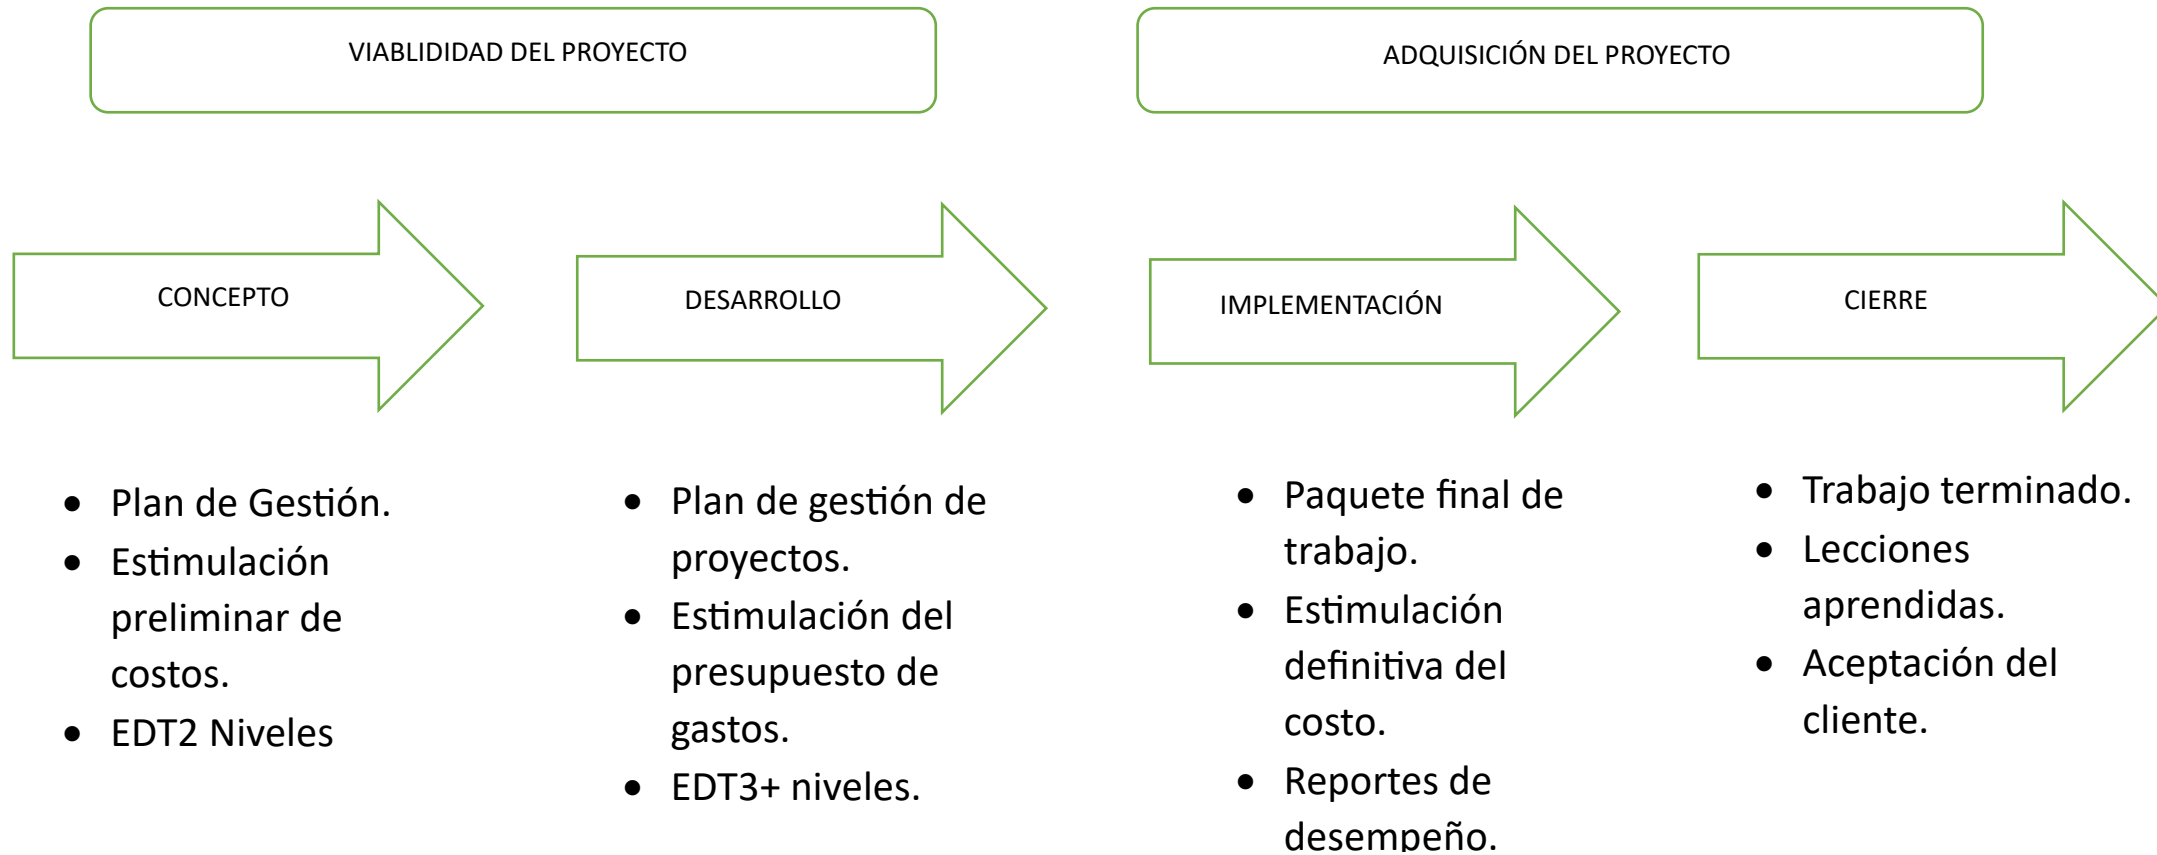 VIABLIDIDAD DEL PROYECTO
ADQUISICIÓN DEL PROYECTO
CONCEPTO
DESARROLLO
IMPLEMENTACIÓN
CIERRE
• Plan de Gestión.
• Estimulación
preliminar de
costos.
• EDT2 Niveles
• Plan de gestión de
proyectos.
• Estimulación del
presupuesto de
gastos.
• EDT3+ niveles.
• Paquete final de
trabajo.
• Estimulación
definitiva del
costo.
• Reportes de
desempeño.
• Trabajo terminado.
• Lecciones
aprendidas.
• Aceptación del
cliente.